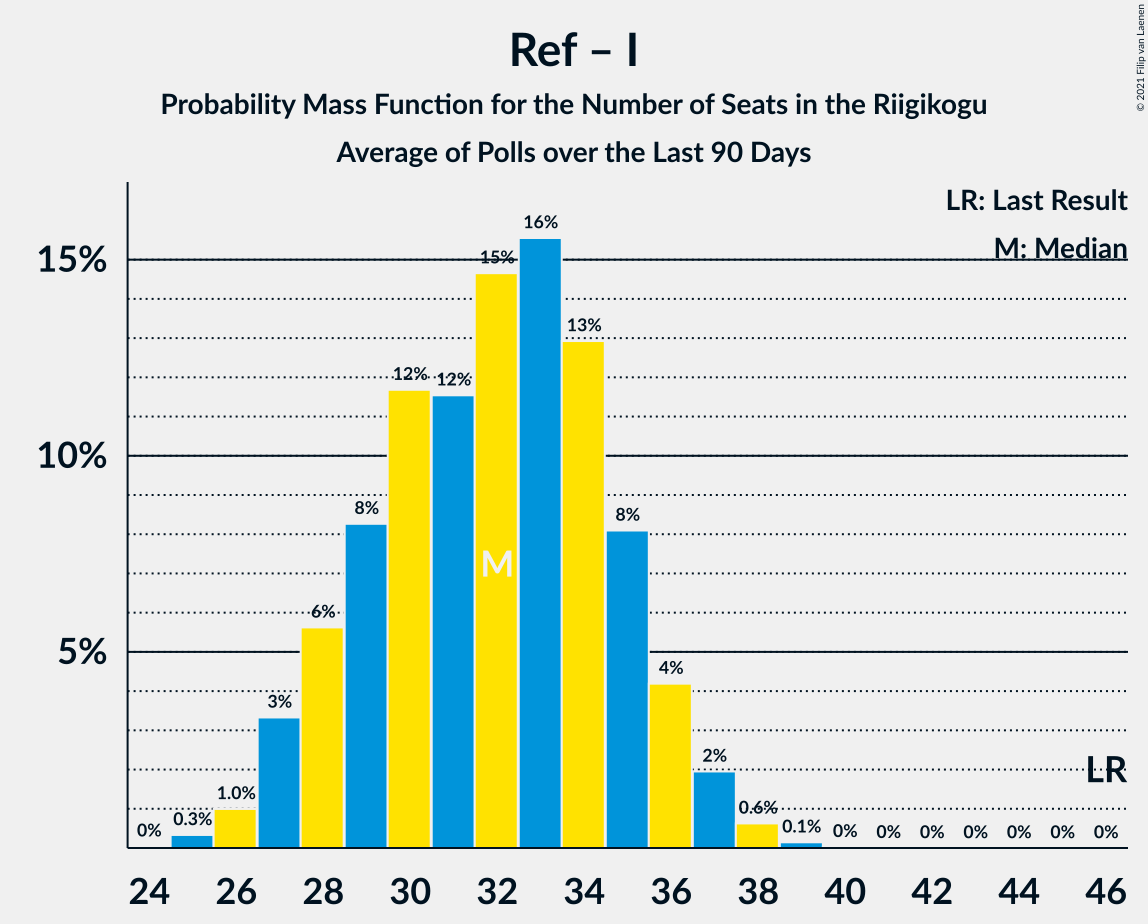 Ref – I
Probability Mass Function for the Number of Seats in the Riigikogu
Average of Polls over the Last 90 Days
© 2021 Filip van Laenen
LR: Last Result
M: Median
15%
10%
5%
0%
0.3%
1.0%
3%
6%
8%
12%
12%
15%
16%
13%
8%
4%
2%
0.6%
0.1%
0%
0%
0%
0%
0%
0%
0%
M
LR
24 26 28 30 32 34 36 38 40 42 44 46